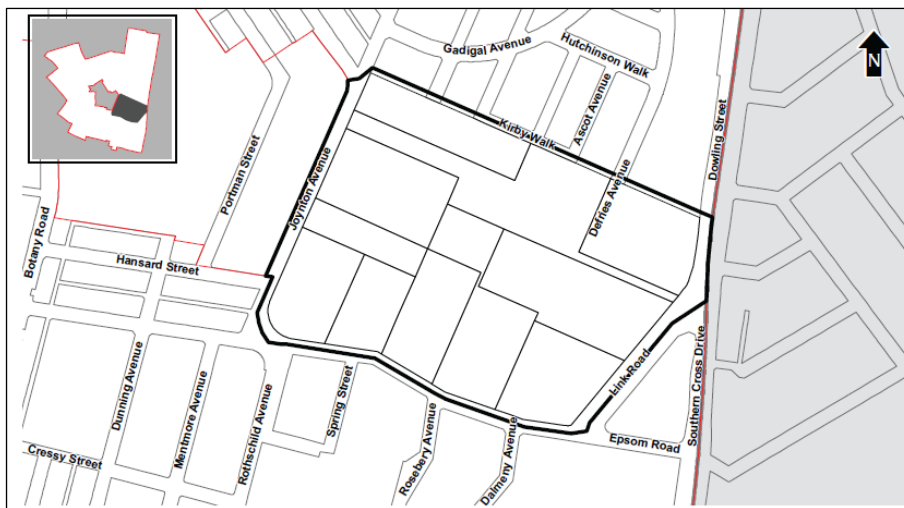 Gadigal Avenue
Hutchinson Walk
N
Ascot Avenue
Kirby Walk
Dowling Street
Portman Street
Joynton Avenue
Defries Avenue
Botany Road
Hansard Street
Link Road
Southern Cross Drive
Dunning Avenue
Mentmore Avenue
Rothschild Avenue
Spring Street
Rosebery Avenue
Dalmeny Avenue
Epsom Road
Cressy Street